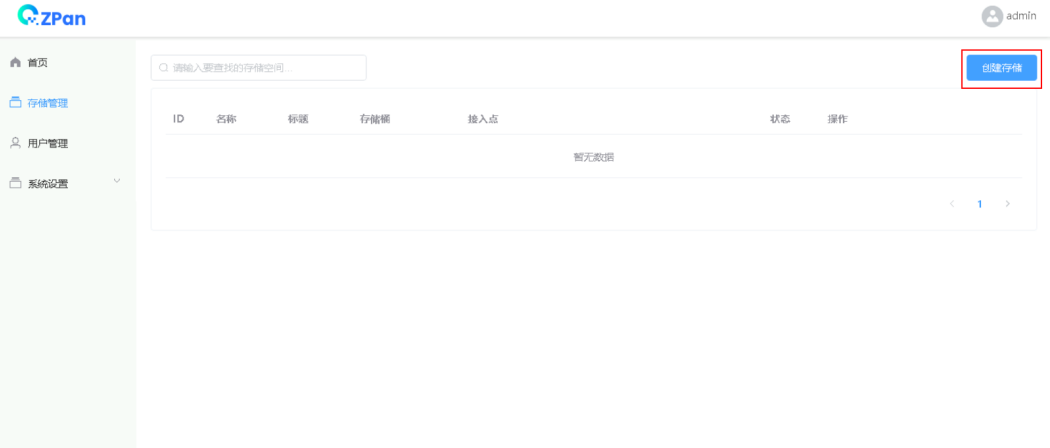 ZPan
admin
首页
请输入要查找的存储空间...
创建存储
存储管理
ID 名称 标题 存储桶 接入点 状态 操作
用户管理
暂无数据
系统设置
1